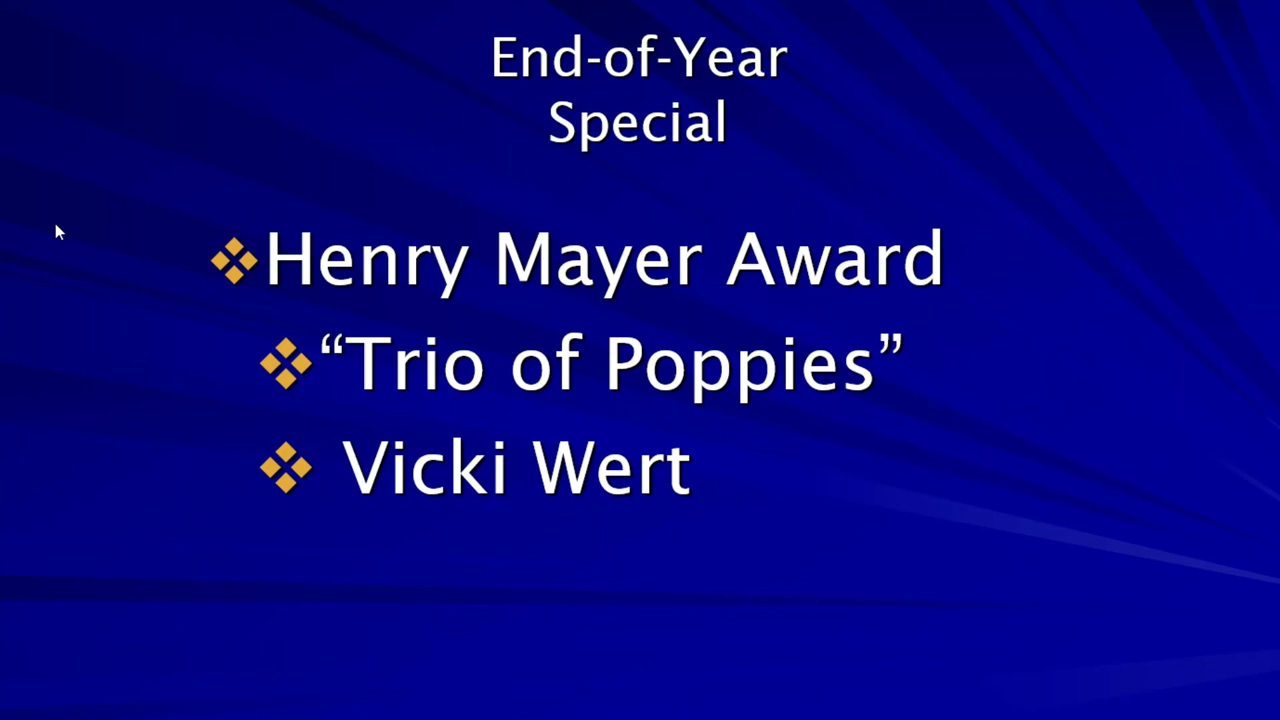 End-of-Year
Special
Henry Mayer Award
“Trio of Poppies”
Vicki Wert